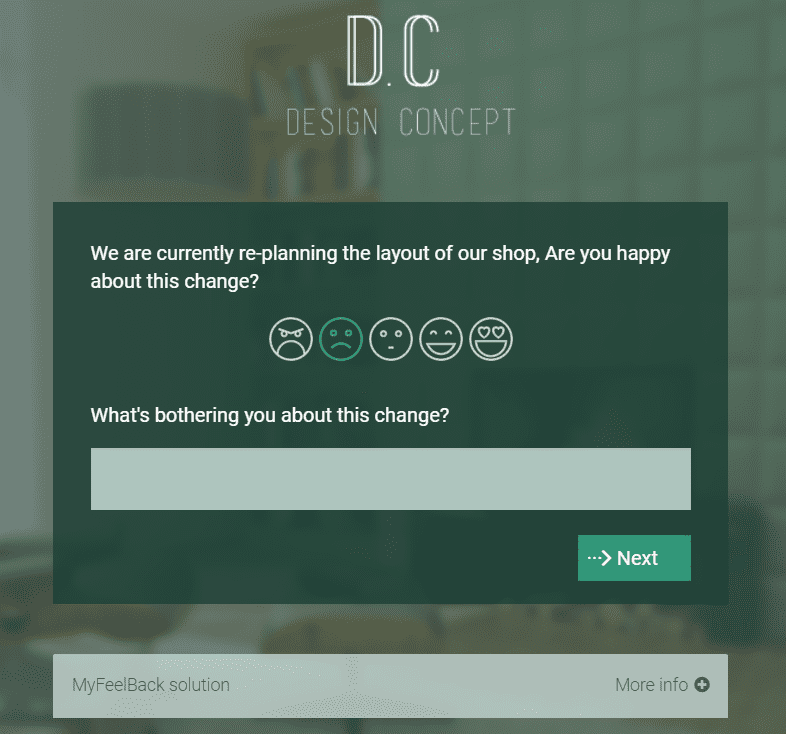 D.C
DESIGN CONCEPT
We are currently re-planning the layout of our shop, Are you happy
about this change?
What's bothering you about this change?
Next
MyFeelBack solution
More info